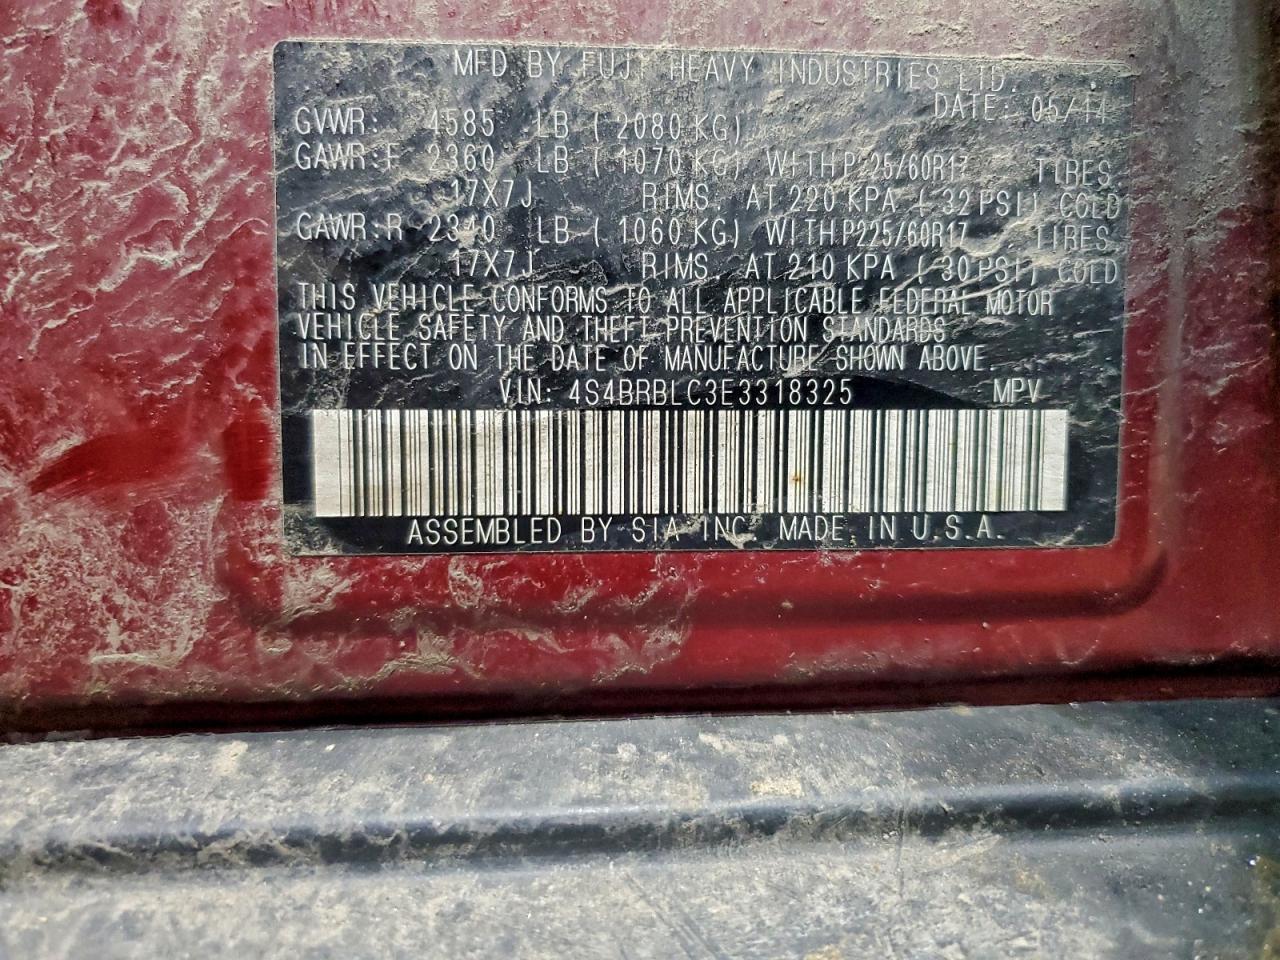 MFD BY FUJI HEAVY INDUSTRIES LTD.
DATE: 05/14
GVWR: 4585 LB ( 2080 KG)
GAWR: F 2360 LB ( 1070 KG) WITH P225/60R17 TIRES
17X7J RIMS. AT 220 KPA ( 32 PSI) COLD
GAWR: R 2340 LB ( 1060 KG) WITH P225/60R17 TIRES
17X7J RIMS. AT 210 KPA ( 30 PSI) COLD
THIS VEHICLE CONFORMS TO ALL APPLICABLE FEDERAL MOTOR
VEHICLE SAFETY AND THEFT PREVENTION STANDARDS
IN EFFECT ON THE DATE OF MANUFACTURE SHOWN ABOVE.
VIN: 4S4BRBLC3E3318325 MPV
ASSEMBLED BY SIA INC. MADE IN U.S.A.